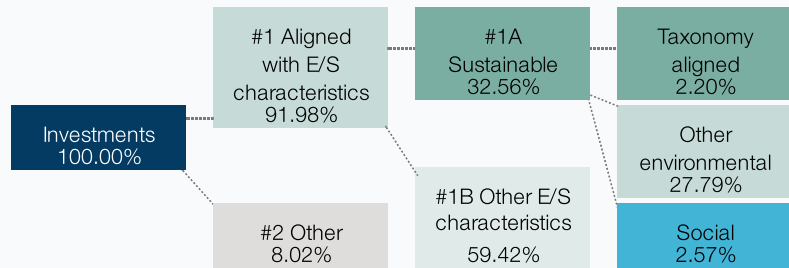 Investments
100.00%
#1 Aligned
with E/S
characteristics
91.98%
#2 Other
8.02%
#1A
Sustainable
32.56%
#1B Other E/S
characteristics
59.42%
Taxonomy
aligned
2.20%
Other
environmental
27.79%
Social
2.57%